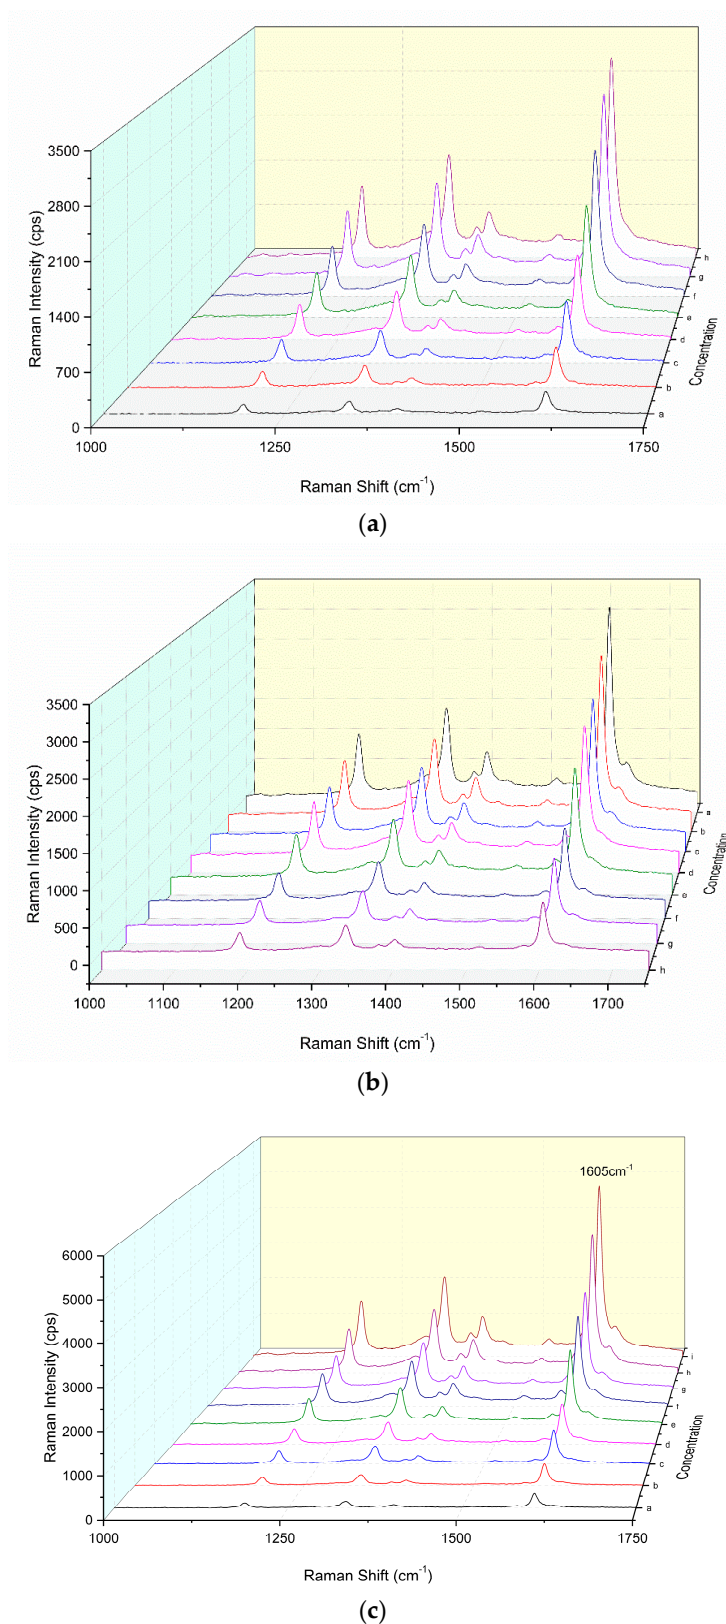 3500
2800
2100
1400
700
0
Raman Intensity (cps)
1000
1250
1500
1750
Raman Shift (cm-1)
h
g
f
e
d
c
b
a
Concentration
(a)
3500
3000
2500
2000
1500
1000
500
0
Raman Intensity (cps)
1000
1100
1200
1300
1400
1500
1600
1700
Raman Shift (cm-1)
a
b
c
d
e
f
g
h
Concentration
(b)
1605cm-1
6000
5000
4000
3000
2000
1000
0
Raman Intensity (cps)
1000
1250
1500
1750
Raman Shift (cm-1)
i
h
g
f
e
d
c
b
a
Concentration
(c)